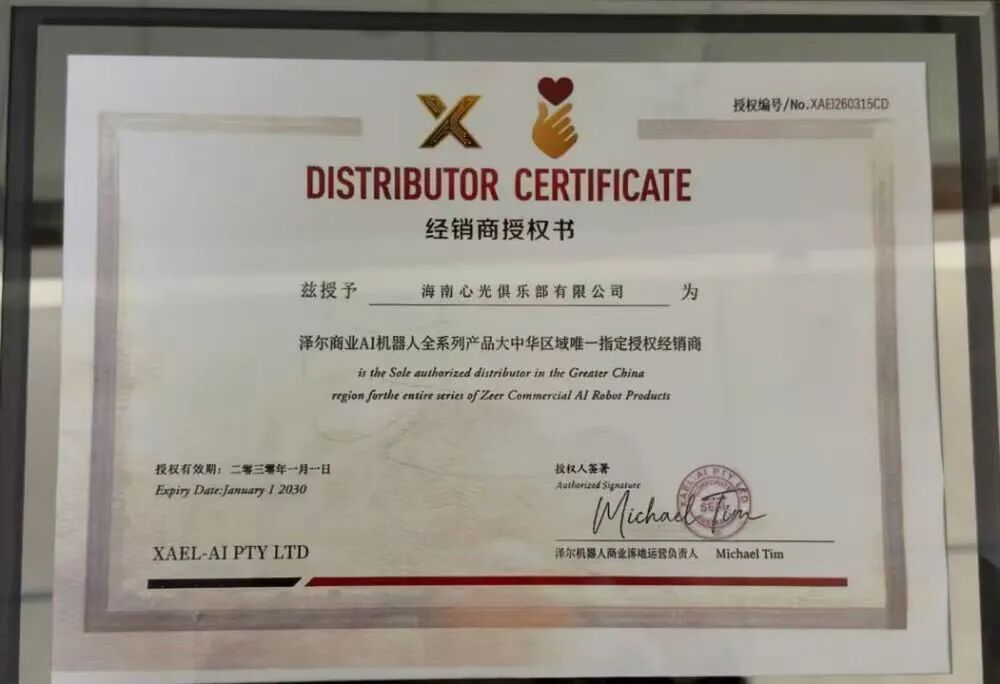 授权编号/No.XAEI260315CD
DISTRIBUTOR CERTIFICATE
经销商授权书
兹授予 海南心光俱乐部有限公司 为
泽尔商业AI机器人全系列产品大中华区域唯一指定授权经销商
is the Sole authorized distributor in the Greater China
region forthe entire series of Zeer Commercial AI Robot Products
授权有效期：二零三零年一月一日
Expiry Date:January 1 2030
XAEL-AI PTY LTD
授权人签署
Authorized Signature
Michael Tim
XAEL-AI PTY LTD
SEAL
泽尔机器人商业落地运营负责人 Michael Tim